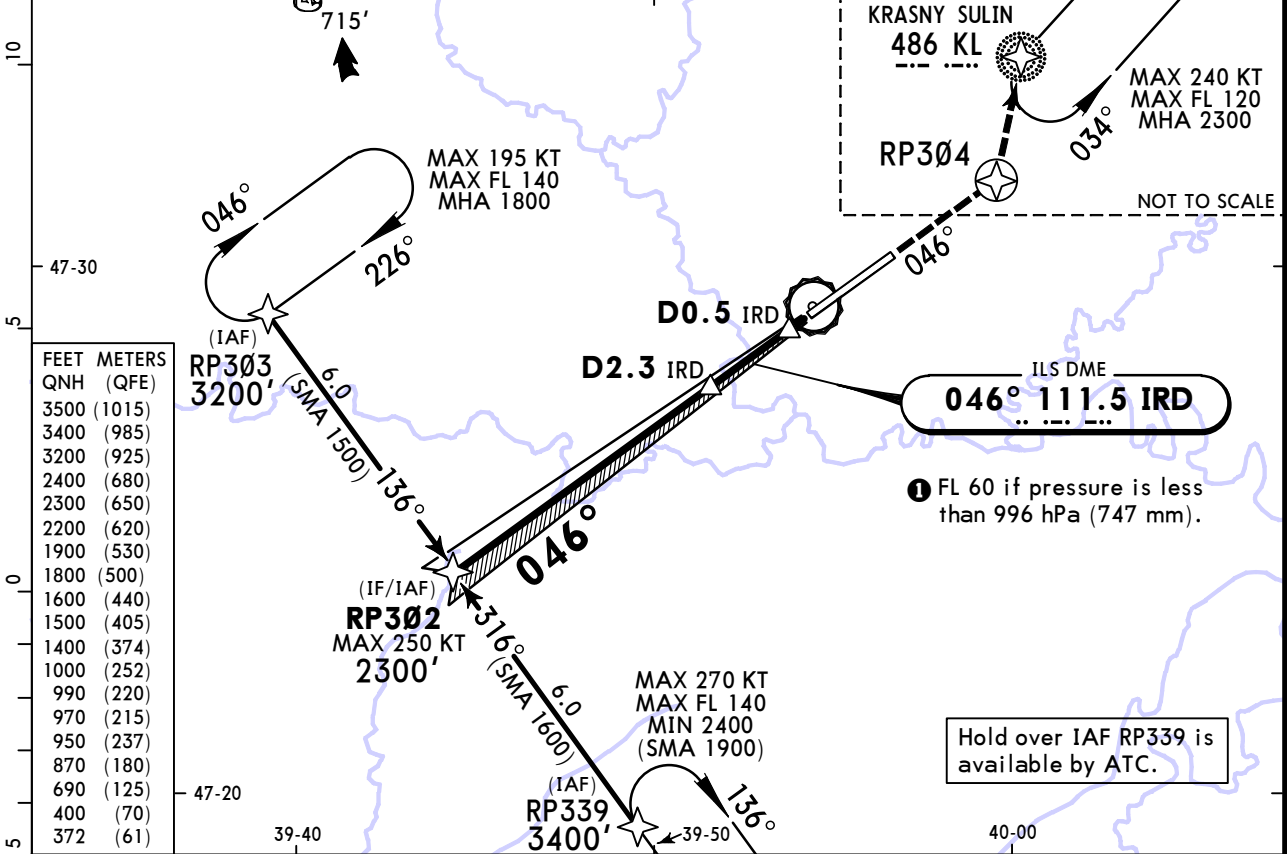 715'
10
KRASNY SULIN
486 KL
MAX 240 KT
MAX FL 120
MHA 2300
034°
RP3Ø4
NOT TO SCALE
MAX 195 KT
MAX FL 140
MHA 1800
046°
226°
046°
47-30
5
D0.5 IRD
D2.3 IRD
(IAF)
RP3Ø3
3200'
6.0
(SMA 1500)
136°
ILS DME
046° 111.5 IRD
1 FL 60 if pressure is less
than 996 hPa (747 mm).
046°
FEET METERS
QNH (QFE)
3500 (1015)
3400 (985)
3200 (925)
2400 (680)
2300 (650)
2200 (620)
1900 (530)
1800 (500)
1600 (440)
1500 (405)
1400 (374)
1000 (252)
990 (220)
970 (215)
950 (237)
870 (180)
690 (125)
400 (70)
372 (61)
0
(IF/IAF)
RP3Ø2
MAX 250 KT
2300'
316°
(SMA 1600)
6.0
MAX 270 KT
MAX FL 140
MIN 2400
(SMA 1900)
136°
(IAF)
RP339
3400'
Hold over IAF RP339 is
available by ATC.
47-20
39-40
39-50
40-00
5